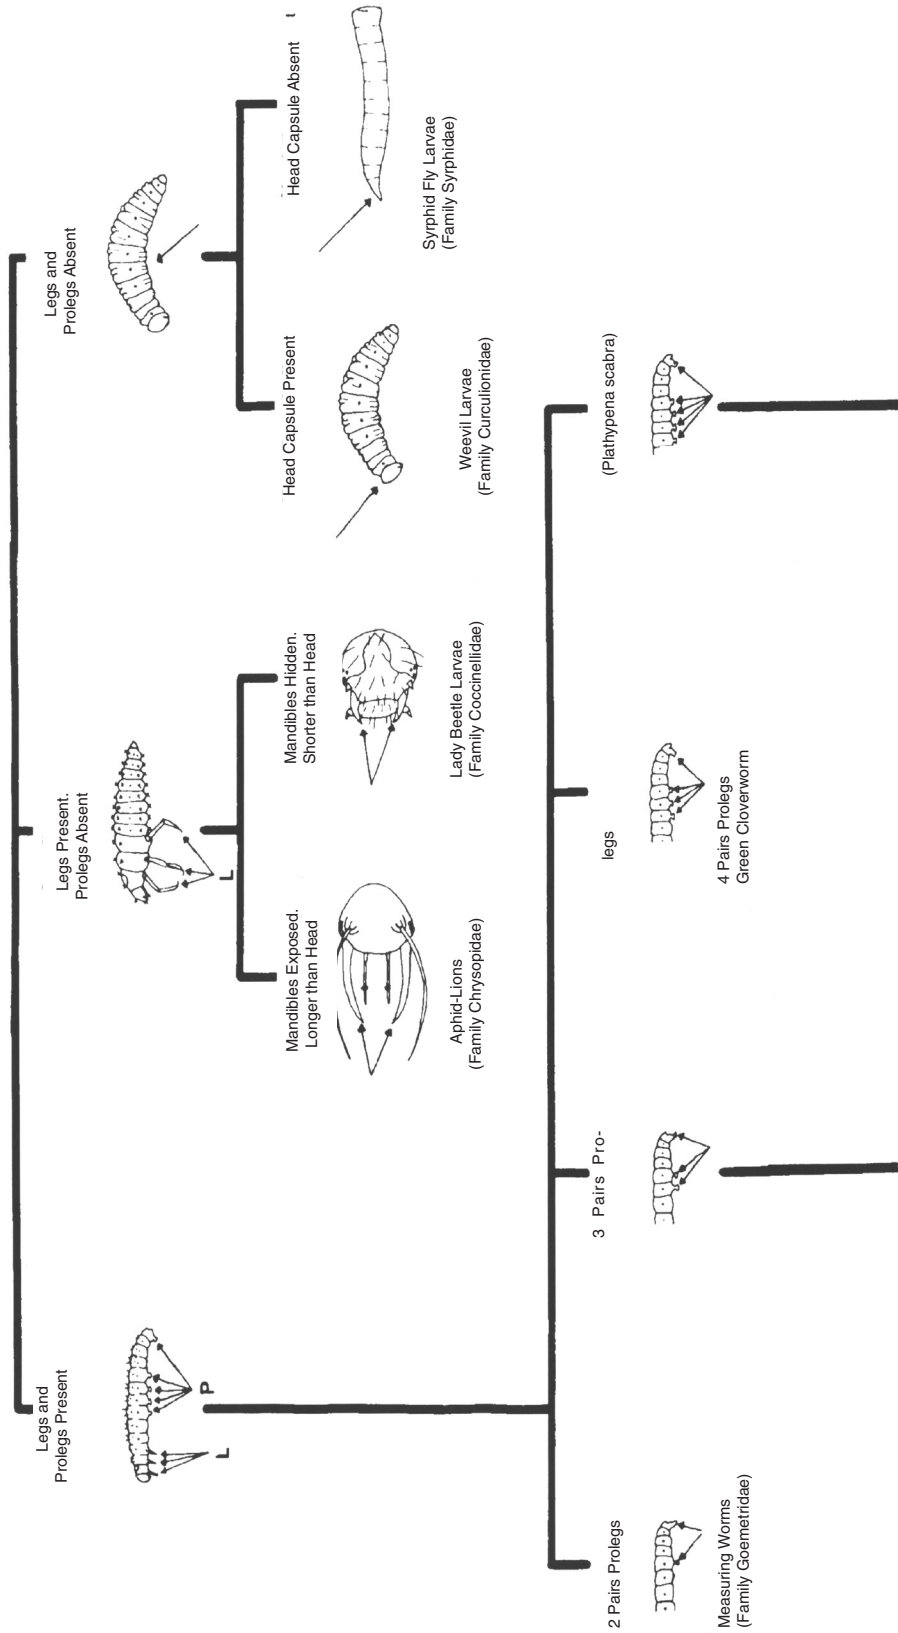 Legs and
Prolegs Present
L
P
Legs Present.
Prolegs Absent
L
Legs and
Prolegs Absent
Mandibles Exposed.
Longer than Head
Aphid-Lions
(Family Chrysopidae)
Mandibles Hidden.
Shorter than Head
Lady Beetle Larvae
(Family Coccinellidae)
Head Capsule Present
Weevil Larvae
(Family Curculionidae)
Head Capsule Absent
Syrphid Fly Larvae
(Family Syrphidae)
2 Pairs Prolegs
Measuring Worms
(Family Goemetridae)
3 Pairs Pro-
legs
4 Pairs Prolegs
Green Cloverworm
(Plathypena scabra)